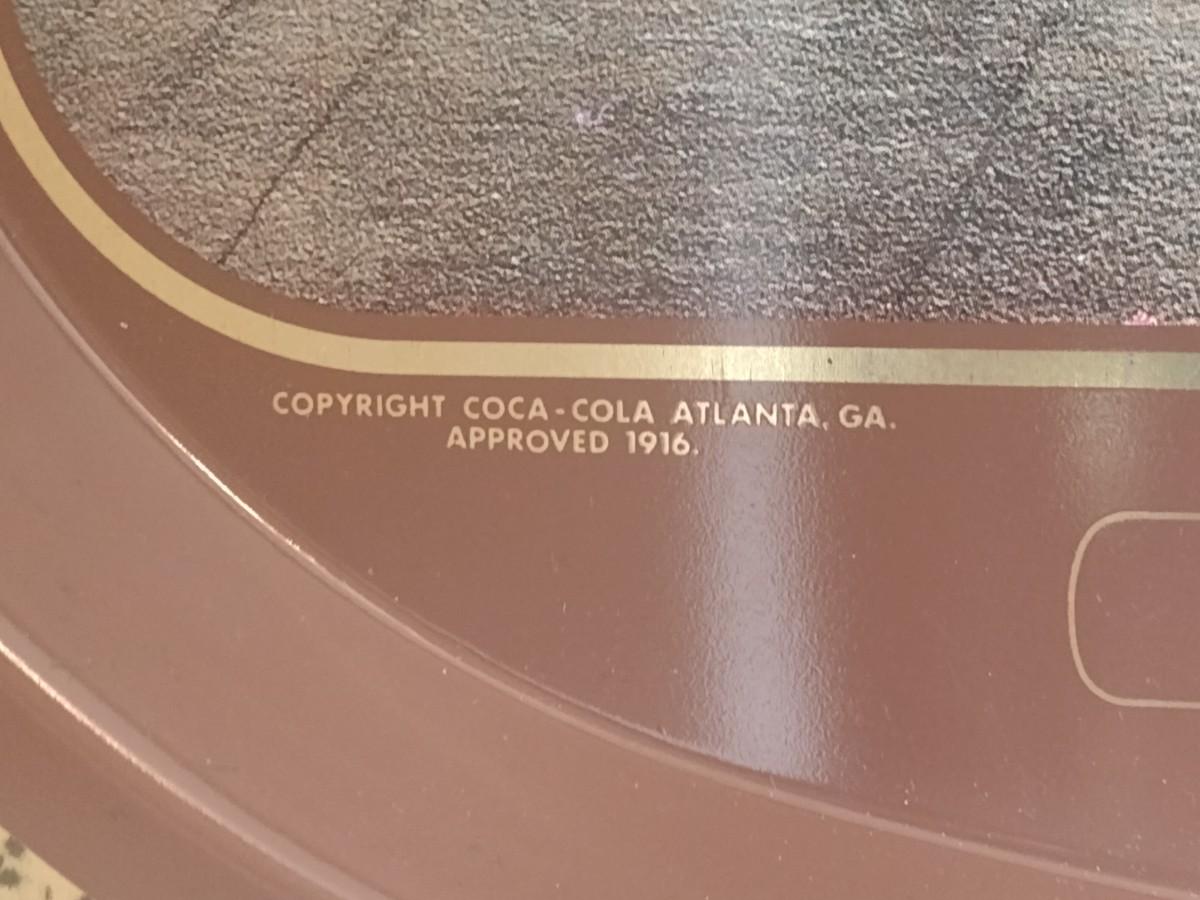 COPYRIGHT COCA-COLA ATLANTA, GA.
APPROVED 1916.